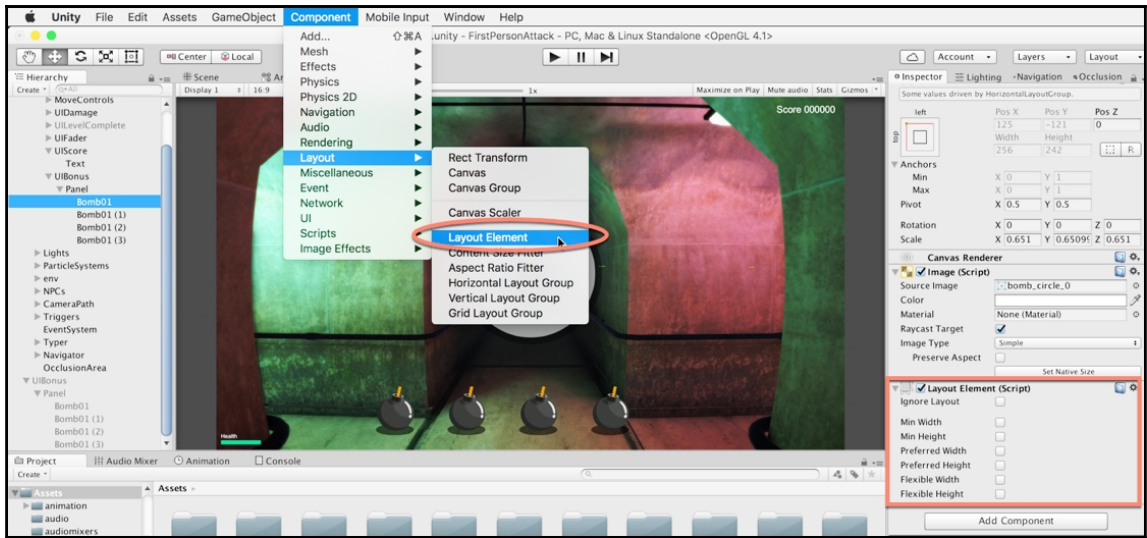 Unity File Edit Assets GameObject Component Mobile Input Window Help
.unity - FirstPersonAttack - PC, Mac & Linux Standalone <OpenGL 4.1>
Center Local Account Layers Layout
Hierarchy
Create All
MoveControls
UIDamage
UILevelComplete
UIFader
UIScore
Text
UIBonus
Panel
Bomb01
Bomb01 (1)
Bomb01 (2)
Bomb01 (3)
Lights
ParticleSystems
env
NPCs
CameraPath
Triggers
EventSystem
Typer
Navigator
OcclusionArea
UIBonus
Panel
Bomb01
Bomb01 (1)
Bomb01 (2)
Bomb01 (3)
Scene
Display 1 16:9 1x Maximize on Play Mute audio Stats Gizmos
Score 000000
Health
Add... ⇧⌘A
Mesh
Effects
Physics
Physics 2D
Navigation
Audio
Rendering
Layout
Miscellaneous
Event
Network
UI
Scripts
Image Effects
Rect Transform
Canvas
Canvas Group
Canvas Scaler
Layout Element
Content Size Fitter
Aspect Ratio Fitter
Horizontal Layout Group
Vertical Layout Group
Grid Layout Group
Inspector Lighting Navigation Occlusion
Some values driven by HorizontalLayoutGroup.
left Pos X Pos Y Pos Z
top 125 -121 0
Width Height
256 242 R
Anchors
Min X 0 Y 1
Max X 0 Y 1
Pivot X 0.5 Y 0.5
Rotation X 0 Y 0 Z 0
Scale X 0.651 Y 0.6509 Z 0.651
Canvas Renderer
Image (Script)
Source Image bomb_circle_0
Color
Material None (Material)
Raycast Target
Image Type Simple
Preserve Aspect
Set Native Size
Layout Element (Script)
Ignore Layout
Min Width
Min Height
Preferred Width
Preferred Height
Flexible Width
Flexible Height
Add Component
Project Audio Mixer Animation Console
Create
Assets Assets
animation
audio
audiomixers